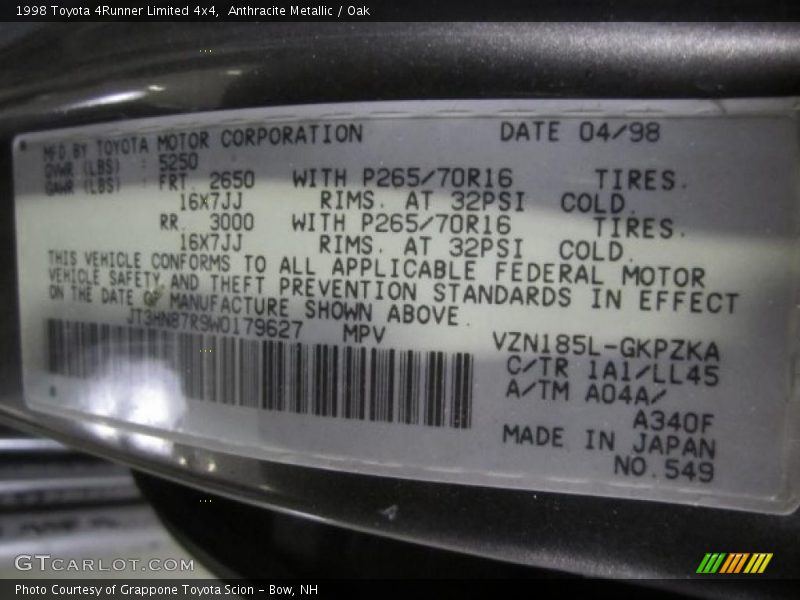 1998 Toyota 4Runner Limited 4x4,  Anthracite Metallic / Oak
MFD BY TOYOTA MOTOR CORPORATION DATE 04/98
GVWR (LBS) : 5250
GAWR (LBS) : FRT. 2650 WITH P265/70R16 TIRES.
16X7JJ RIMS. AT 32PSI COLD.
RR. 3000 WITH P265/70R16 TIRES.
16X7JJ RIMS. AT 32PSI COLD.
THIS VEHICLE CONFORMS TO ALL APPLICABLE FEDERAL MOTOR
VEHICLE SAFETY AND THEFT PREVENTION STANDARDS IN EFFECT
ON THE DATE OF MANUFACTURE SHOWN ABOVE.
JT3HN87R9W0179627 MPV
VZN185L-GKPZKA
C/TR 1A1/LL45
A/TM A04A/
A340F
MADE IN JAPAN
NO.549
GTCARLOT.COM
Photo Courtesy of Grappone Toyota Scion - Bow, NH